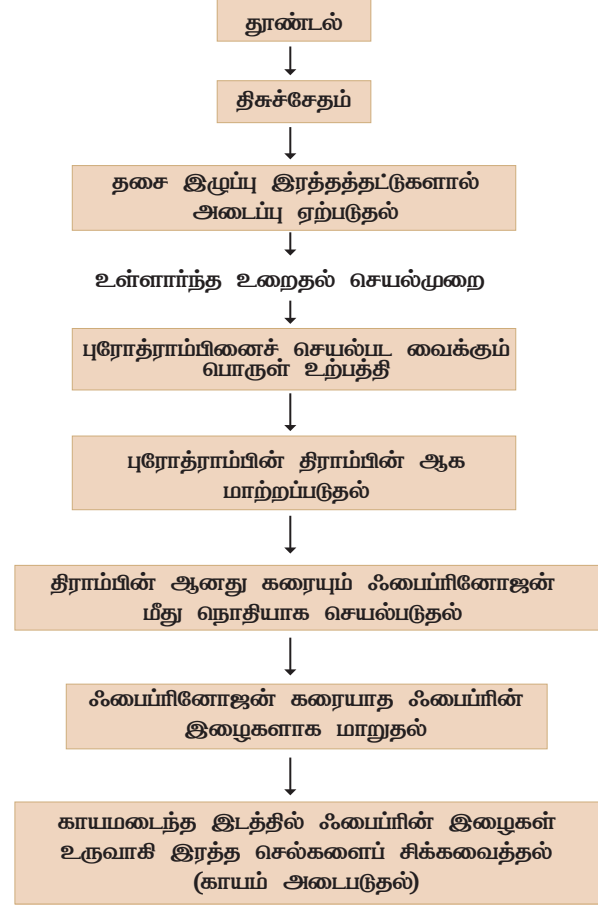 தூண்டல்
திசுச்சேதம்
தசை இழுப்பு இரத்தத்தட்டுகளால்
அடைப்பு ஏற்படுதல்
உள்ளார்ந்த உறைதல் செயல்முறை
புரோத்ராம்பினைச் செயல்பட வைக்கும்
பொருள் உற்பத்தி
புரோத்ராம்பின் திராம்பின் ஆக
மாற்றப்படுதல்
திராம்பின் ஆனது கரையும் ஃபைப்ரினோஜன்
மீது நொதியாக செயல்படுதல்
ஃபைப்ரினோஜன் கரையாத ஃபைப்ரின்
இழைகளாக மாறுதல்
காயமடைந்த இடத்தில் ஃபைப்ரின் இழைகள்
உருவாகி இரத்த செல்களைப் சிக்கவைத்தல்
(காயம் அடைபடுதல்)